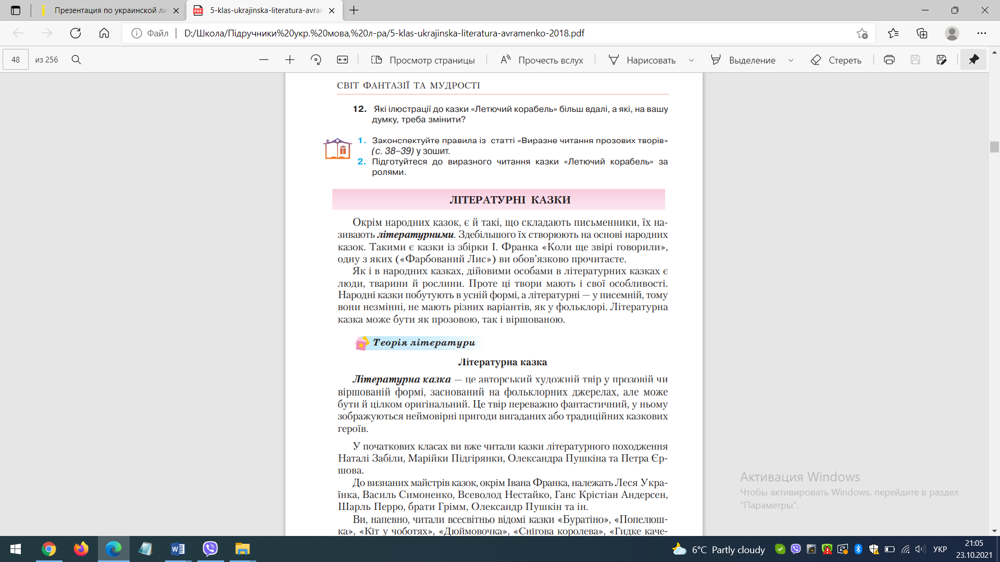 Презентация по украинской ли
5-klas-ukrajinska-literatura-avrar
Файл
D:/Школа/Підручники%20укр.%20мова,%20л-ра/5-klas-ukrajinska-literatura-avramenko-2018.pdf
48 из 256
Просмотр страницы
Прочесть вслух
Нарисовать
Выделение
Стереть
СВІТ ФАНТАЗІЇ ТА МУДРОСТІ
12. Які ілюстрації до казки «Летючий корабель» більш вдалі, а які, на вашу
думку, треба змінити?
1. Законспектуйте правила із статті «Виразне читання прозових творів»
(с. 38–39) у зошит.
2. Підготуйтеся до виразного читання казки «Летючий корабель» за
ролями.
ЛІТЕРАТУРНІ КАЗКИ
Окрім народних казок, є й такі, що складають письменники, їх на-
зивають літературними. Здебільшого їх створюють на основі народних
казок. Такими є казки із збірки І. Франка «Коли ще звірі говорили»,
одну з яких («Фарбований Лис») ви обов’язково прочитаєте.
Як і в народних казках, дійовими особами в літературних казках є
люди, тварини й рослини. Проте ці твори мають і свої особливості.
Народні казки побутують в усній формі, а літературні — у писемній, тому
вони незмінні, не мають різних варіантів, як у фольклорі. Літературна
казка може бути як прозовою, так і віршованою.
Теорія літератури
Літературна казка
Літературна казка — це авторський художній твір у прозовій чи
віршованій формі, заснований на фольклорних джерелах, але може
бути й цілком оригінальний. Це твір переважно фантастичний, у ньому
зображуються неймовірні пригоди вигаданих або традиційних казкових
героїв.
У початкових класах ви вже читали казки літературного походження
Наталі Забіли, Марійки Підгірянки, Олександра Пушкіна та Петра Єр-
шова.
До визнаних майстрів казок, окрім Івана Франка, належать Леся Укра-
їнка, Василь Симоненко, Всеволод Нестайко, Ганс Крістіан Андерсен,
Шарль Перро, брати Грімм, Олександр Пушкін та ін.
Ви, напевно, читали всесвітньо відомі казки «Буратіно», «Попелюш-
ка», «Кіт у чоботях», «Дюймовочка», «Снігова королева», «Гидке каче-
Активация Windows
Чтобы активировать Windows, перейдите в раздел
"Параметры".
6°C Partly cloudy
УКР
21:05
23.10.2021